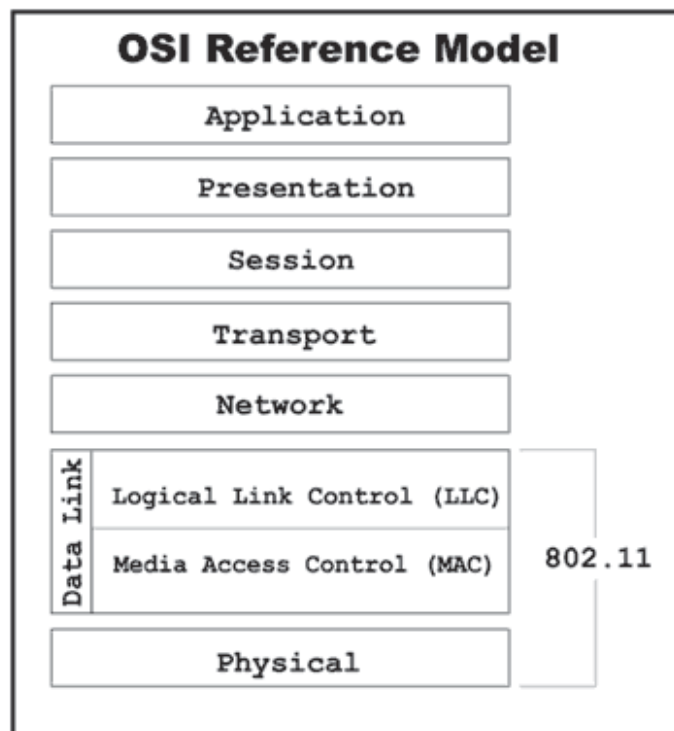 OSI Reference Model
Application
Presentation
Session
Transport
Network
Data Link
Logical Link Control (LLC)
Media Access Control (MAC)
802.11
Physical